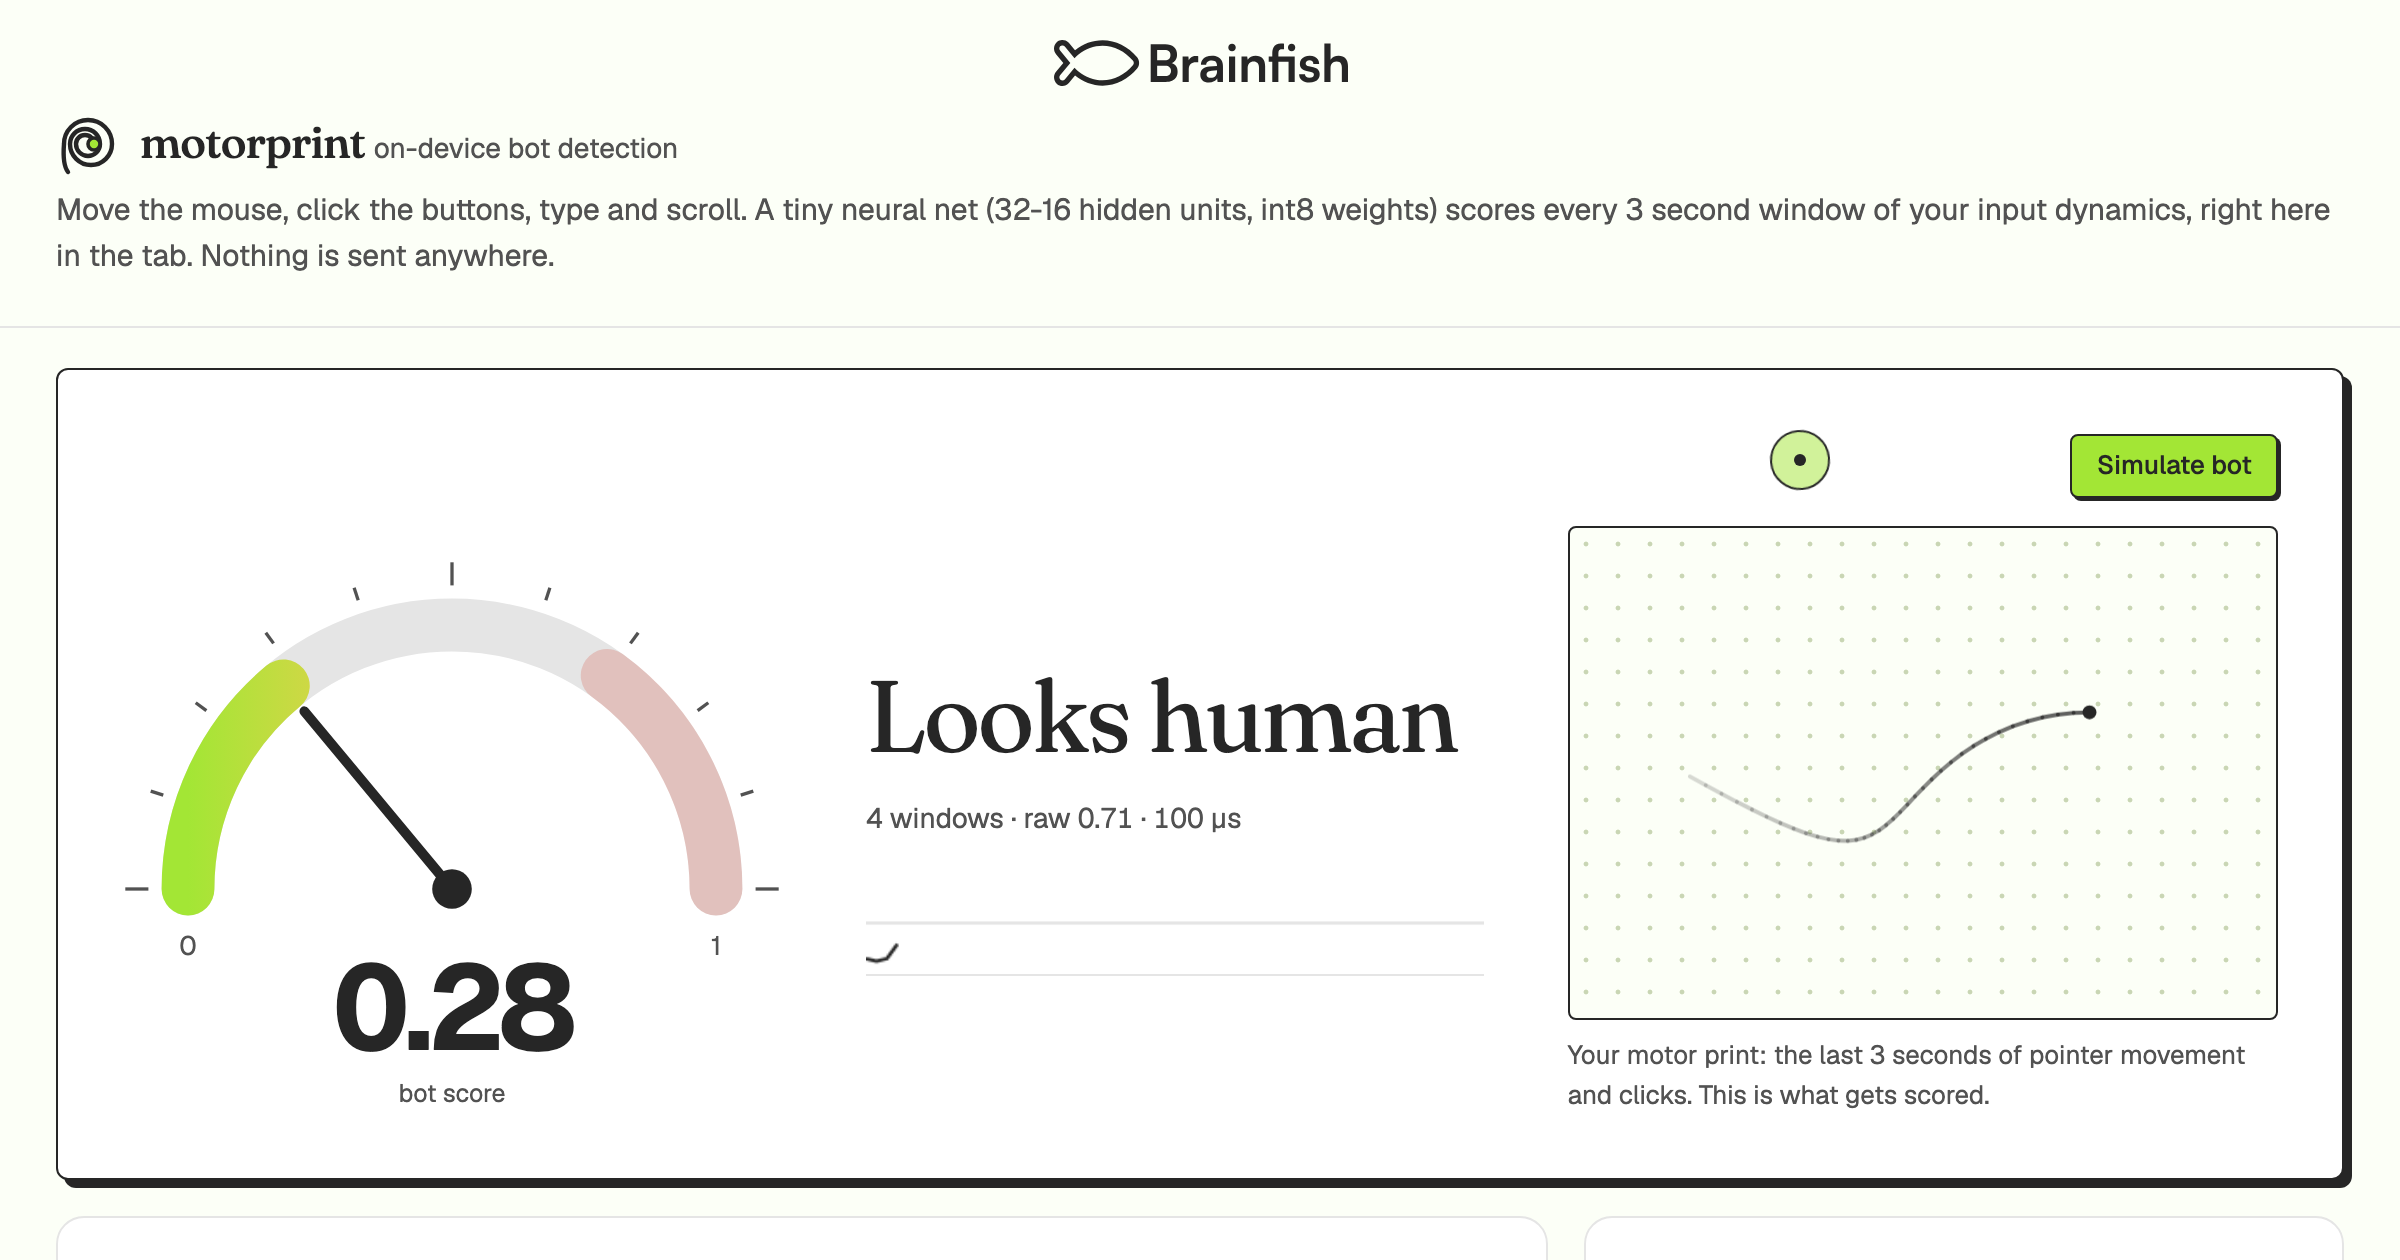 Brainfish
motorprint on-device bot detection
Move the mouse, click the buttons, type and scroll. A tiny neural net (32-16 hidden units, int8 weights) scores every 3 second window of your input dynamics, right here
in the tab. Nothing is sent anywhere.
Simulate bot
0
1
0.28
bot score
Looks human
4 windows · raw 0.71 · 100 µs
Your motor print: the last 3 seconds of pointer movement
and clicks. This is what gets scored.